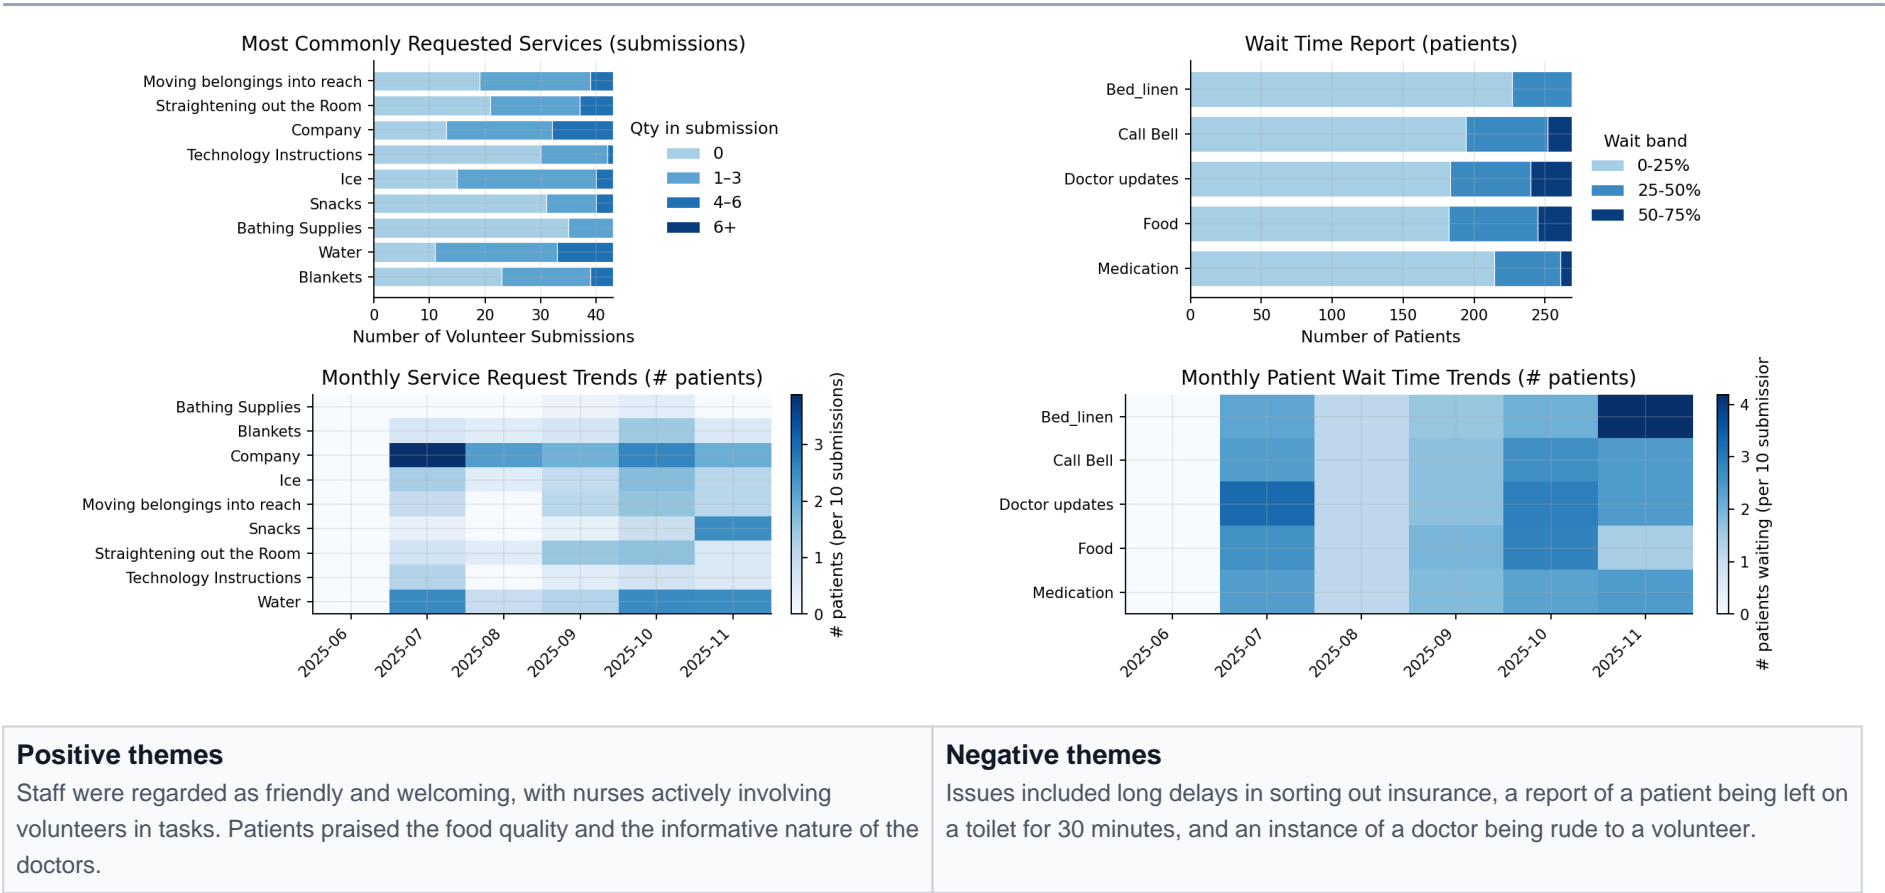 Most Commonly Requested Services (submissions)
Moving belongings into reach
Straightening out the Room
Company
Technology Instructions
Ice
Snacks
Bathing Supplies
Water
Blankets
0 10 20 30 40
Number of Volunteer Submissions
Qty in submission
0
1–3
4–6
6+
Wait Time Report (patients)
Bed_linen
Call Bell
Doctor updates
Food
Medication
0 50 100 150 200 250
Number of Patients
Wait band
0-25%
25-50%
50-75%
Monthly Service Request Trends (# patients)
Bathing Supplies
Blankets
Company
Ice
Moving belongings into reach
Snacks
Straightening out the Room
Technology Instructions
Water
2025-06 2025-07 2025-08 2025-09 2025-10 2025-11
3
2
1
0
# patients (per 10 submissions)
Monthly Patient Wait Time Trends (# patients)
Bed_linen
Call Bell
Doctor updates
Food
Medication
2025-06 2025-07 2025-08 2025-09 2025-10 2025-11
4
3
2
1
0
# patients waiting (per 10 submission
Positive themes
Staff were regarded as friendly and welcoming, with nurses actively involving
volunteers in tasks. Patients praised the food quality and the informative nature of the
doctors.
Negative themes
Issues included long delays in sorting out insurance, a report of a patient being left on
a toilet for 30 minutes, and an instance of a doctor being rude to a volunteer.